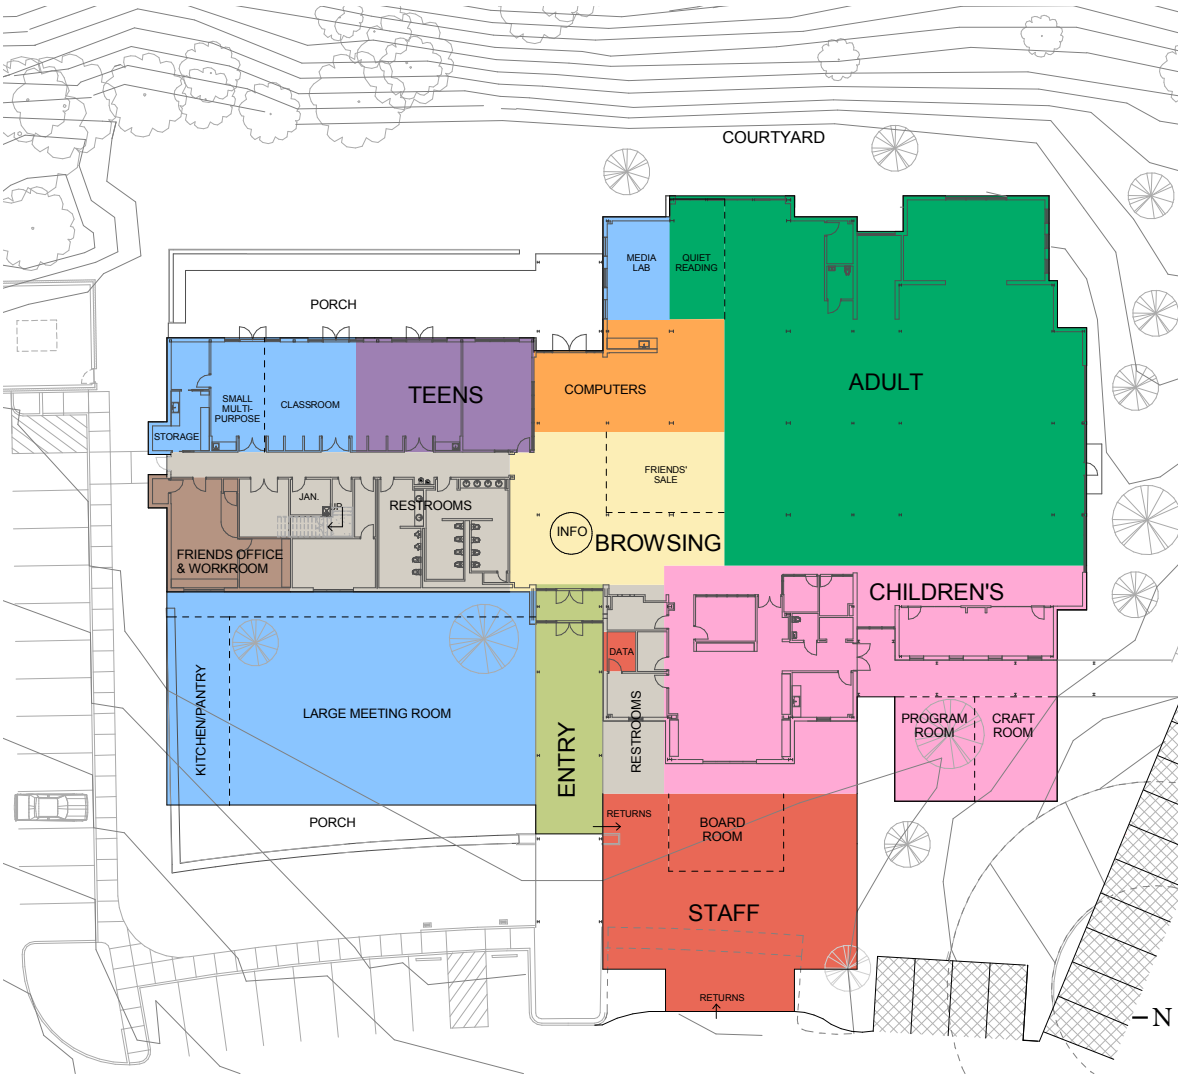 COURTYARD
MEDIA
LAB
QUIET
READING
PORCH
ADULT
TEENS
COMPUTERS
SMALL
MULTI-
PURPOSE
CLASSROOM
STORAGE
FRIENDS'
SALE
JAN.
RESTROOMS
INFO
BROWSING
FRIENDS OFFICE
& WORKROOM
CHILDREN'S
DATA
KITCHEN/PANTRY
LARGE MEETING ROOM
ENTRY
RESTROOMS
PROGRAM
ROOM
CRAFT
ROOM
PORCH
RETURNS
BOARD
ROOM
STAFF
RETURNS
N